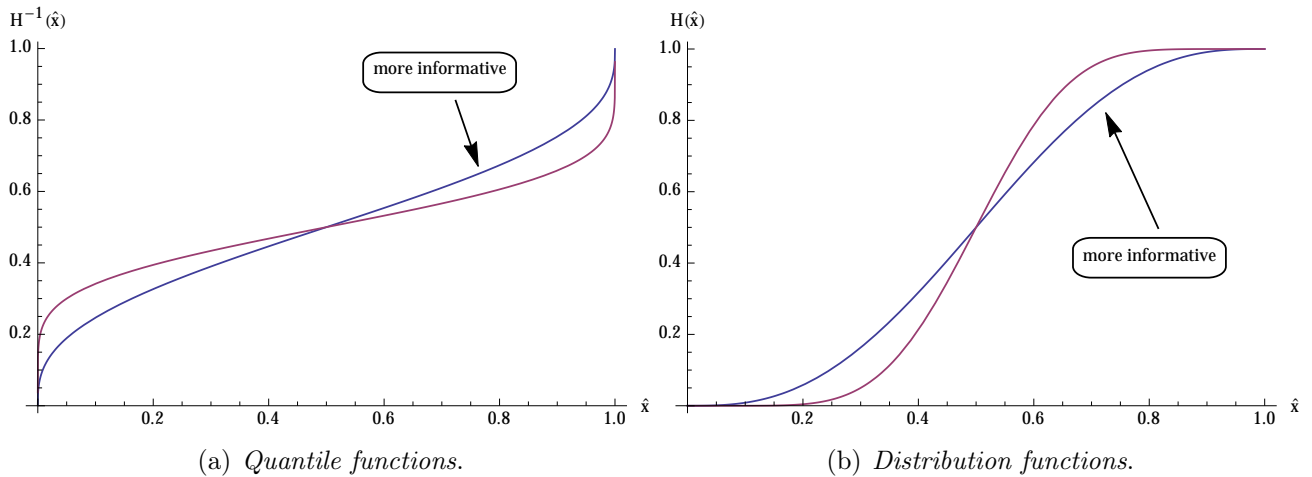 H⁻¹(x̂)
1.0
0.8
0.6
0.4
0.2
0.2
0.4
0.6
0.8
1.0
x̂
more informative
(a) Quantile functions.
H(x̂)
1.0
0.8
0.6
0.4
0.2
0.2
0.4
0.6
0.8
1.0
x̂
more informative
(b) Distribution functions.